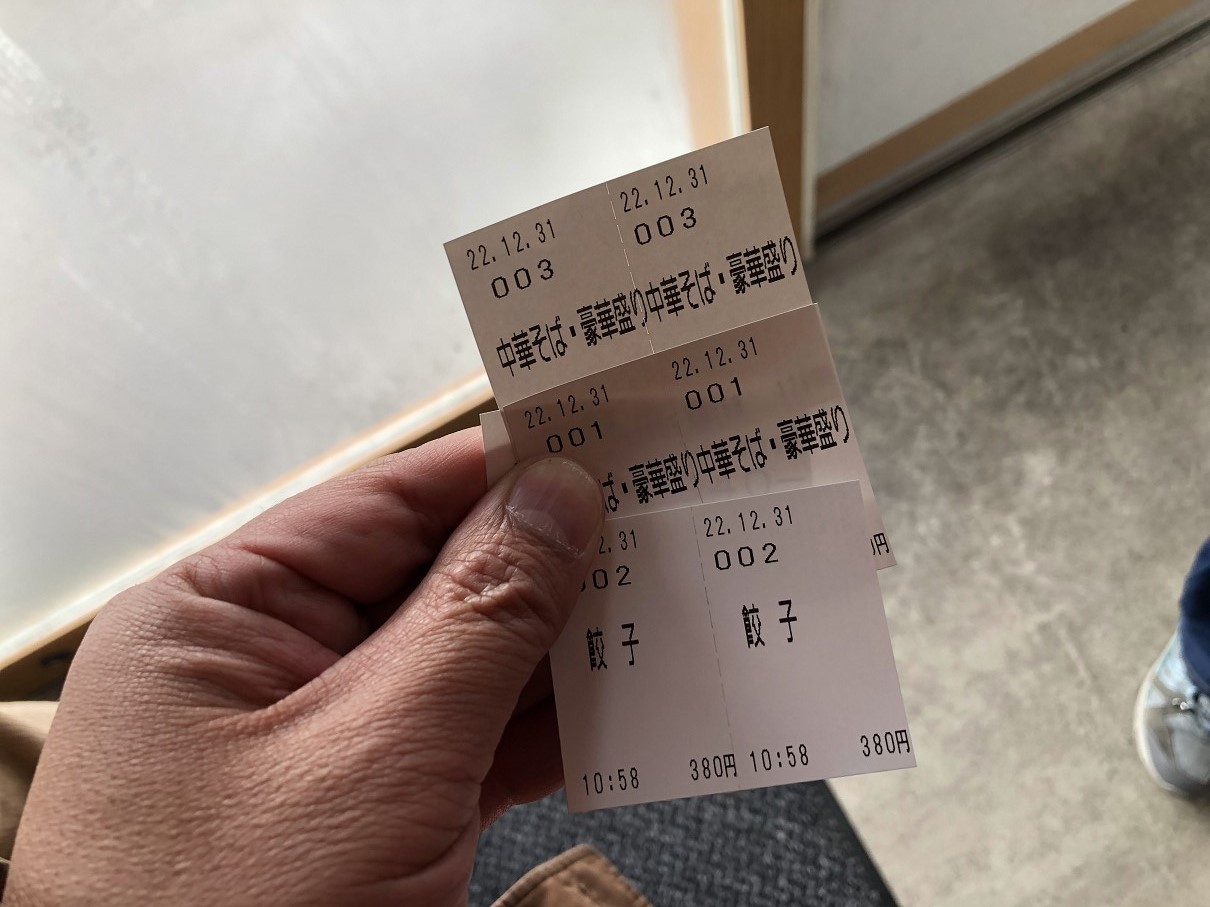 22.12.31 22.12.31
003 003
中華そば・豪華盛り 中華そば・豪華盛り
22.12.31 22.12.31
001 001
ば・豪華盛り 中華そば・豪華盛り
円
2.31 22.12.31
02 002
餃子 餃子
10:58 380円 10:58 380円